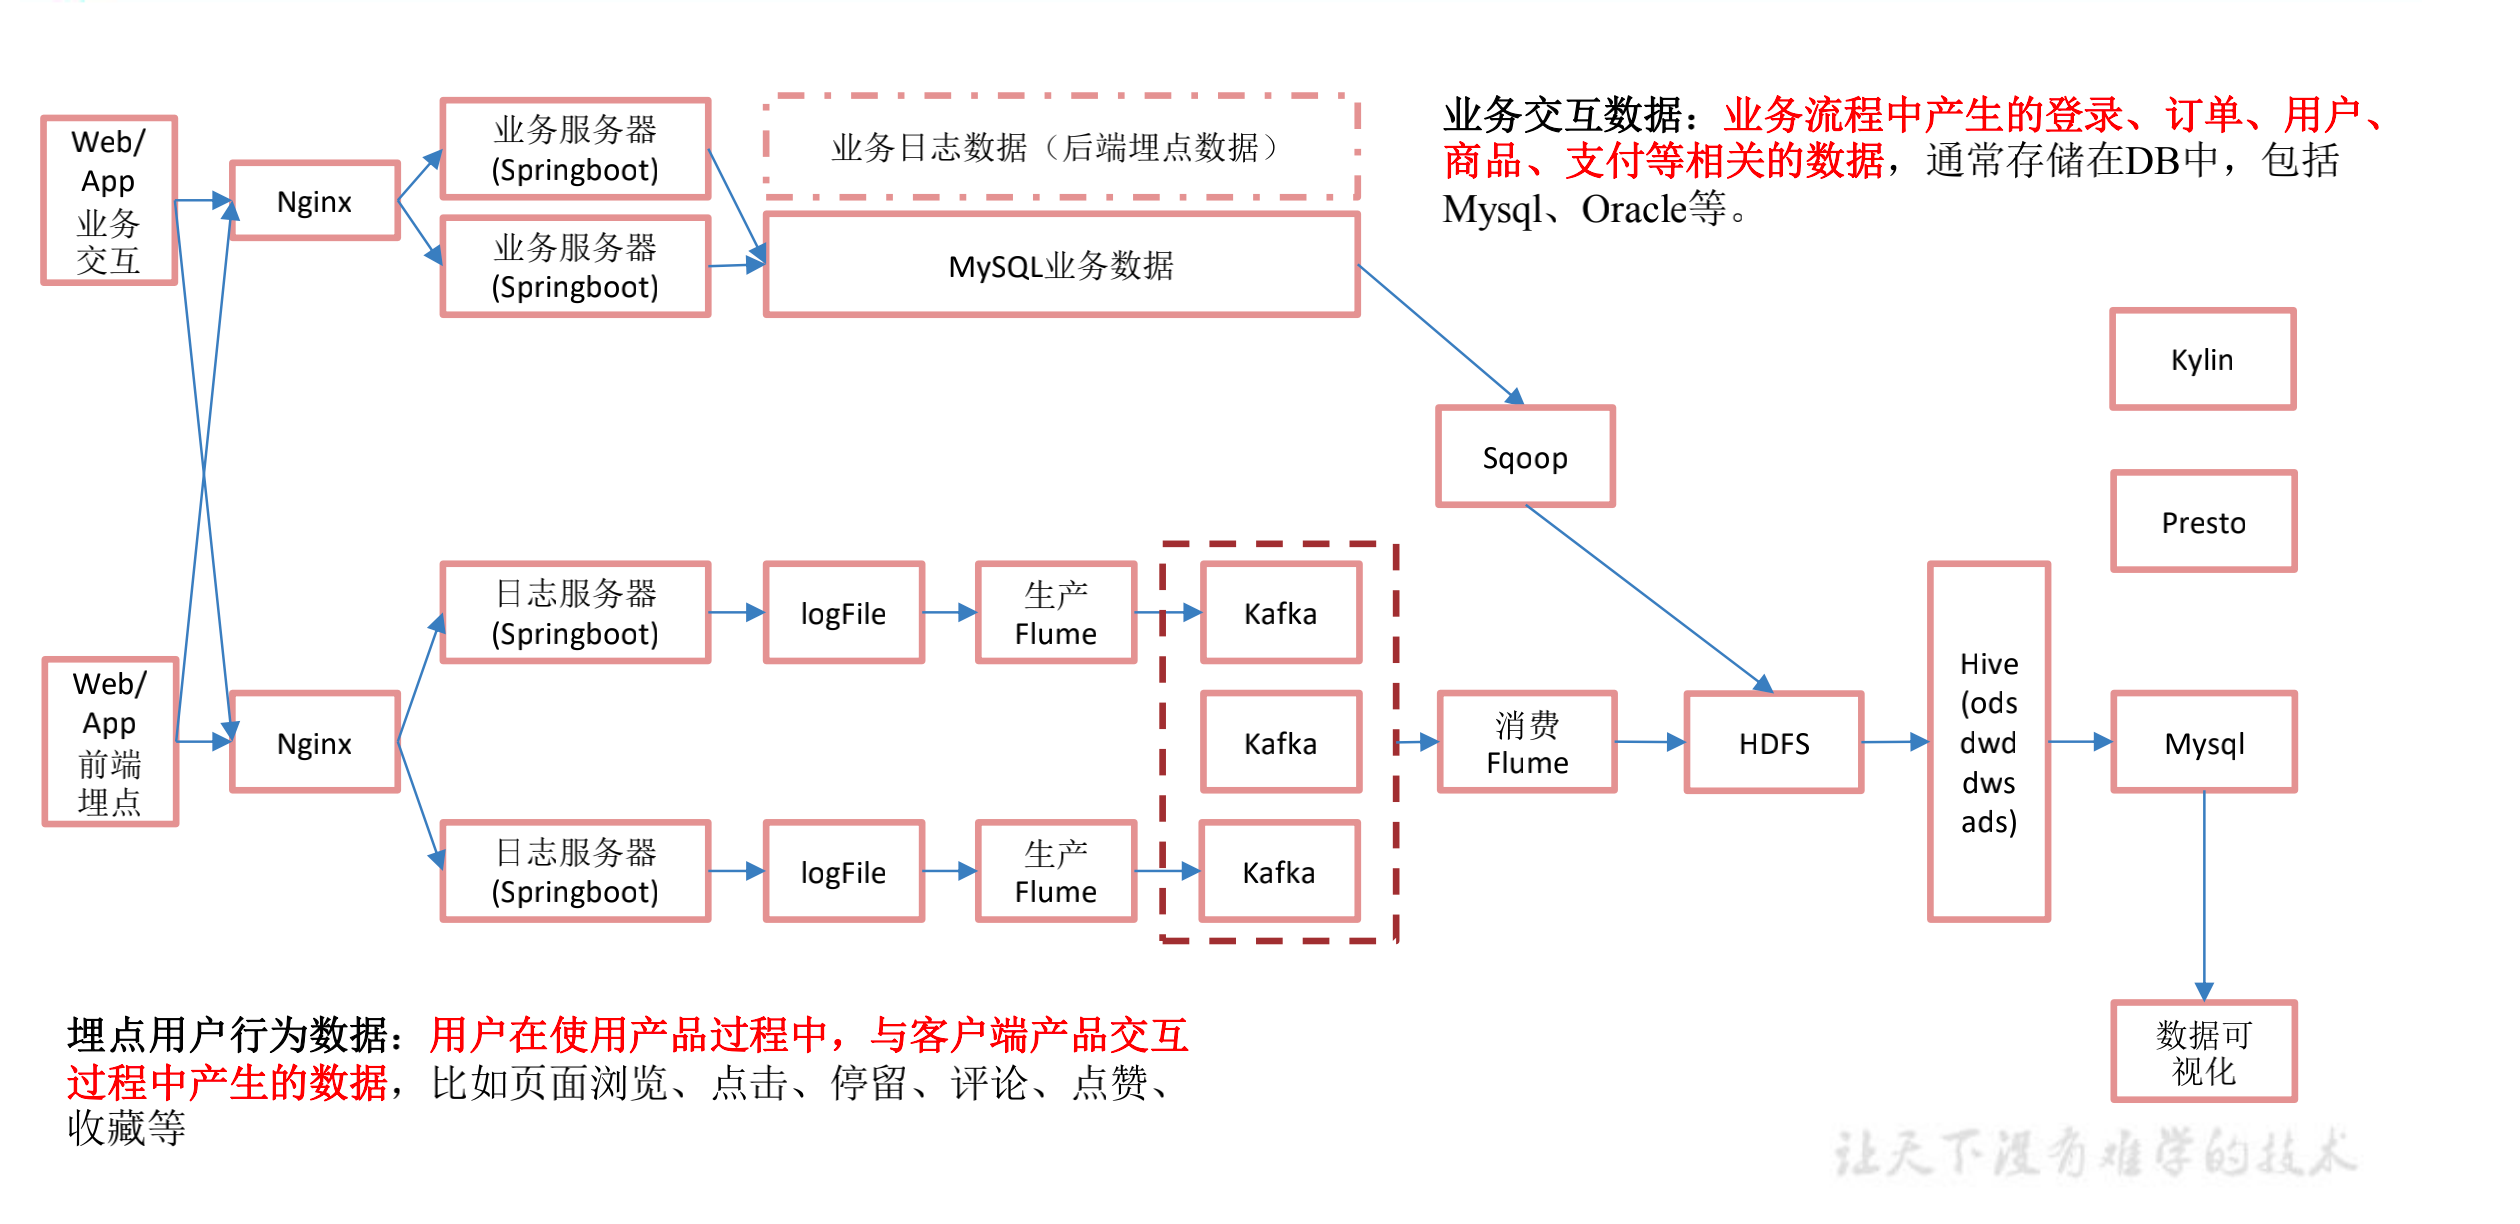 Web/
App
业务
交互
Nginx
业务服务器
(Springboot)
业务服务器
(Springboot)
业务日志数据（后端埋点数据）
MySQL业务数据
业务交互数据：业务流程中产生的登录、订单、用户、
商品、支付等相关的数据，通常存储在DB中，包括
Mysql、Oracle等。
Kylin
Sqoop
Presto
Web/
App
前端
埋点
Nginx
日志服务器
(Springboot)
logFile
生产
Flume
Kafka
Kafka
日志服务器
(Springboot)
logFile
生产
Flume
Kafka
消费
Flume
HDFS
Hive
(ods
dwd
dws
ads)
Mysql
数据可
视化
埋点用户行为数据：用户在使用产品过程中，与客户端产品交互
过程中产生的数据，比如页面浏览、点击、停留、评论、点赞、
收藏等
让天下没有难学的技术